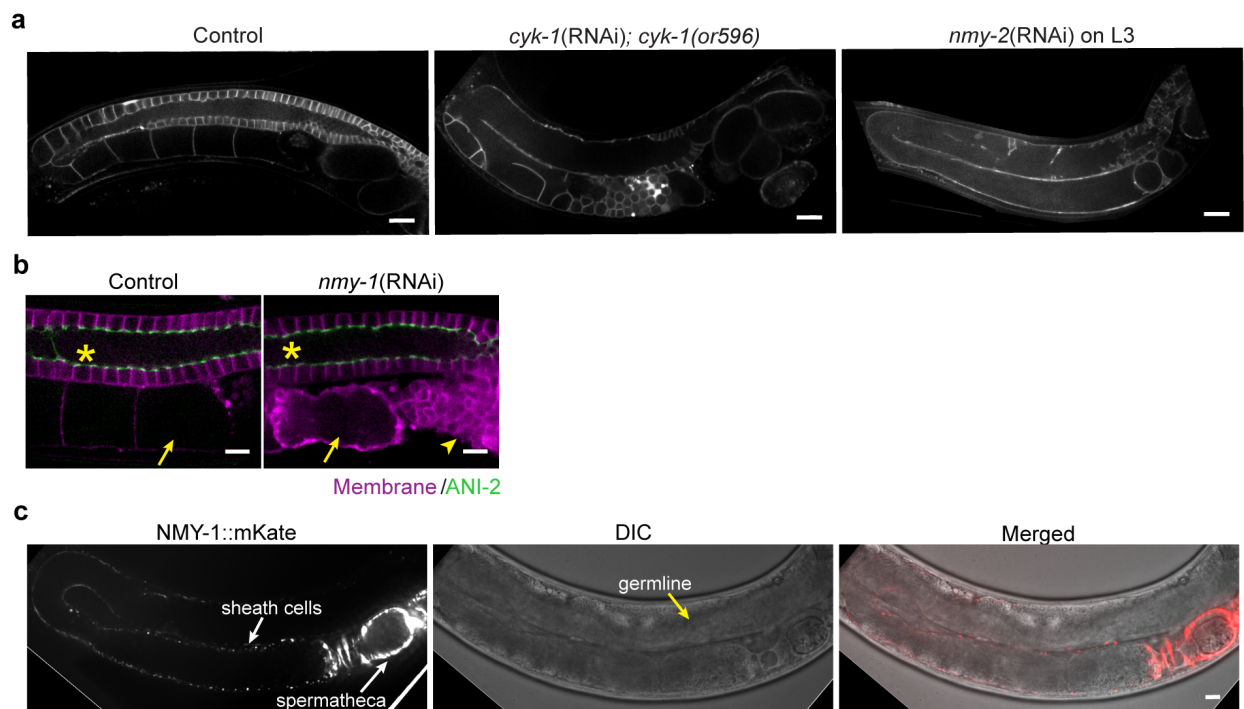 a
Control
cyk-1(RNAi); cyk-1(or596)
nmy-2(RNAi) on L3
b
Control
nmy-1(RNAi)
*
*
Membrane/ANI-2
c
NMY-1::mKate
DIC
Merged
sheath cells
germline
spermatheca